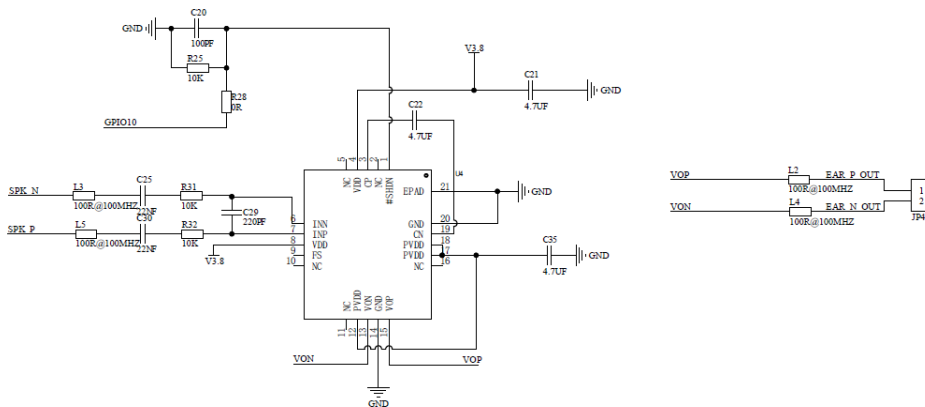 C20
GND
100PF
R25
10K
R28
0R
GPIO10
V3.8
C21
GND
4.7UF
C22
4.7UF
5
4
3
2
1
NC
VDD
CP
NC
#SHDN
U4
L3
SPK_N
100R@100MHZ
C25
22NF
R31
10K
C29
220PF
L5
SPK_P
100R@100MHZ
C30
22NF
R32
10K
V3.8
6 INN
7 INP
8 VDD
9 FS
10 NC
EPAD 21
GND
GND 20
CN 19
PVDD 18
PVDD 17
NC 16
C35
GND
4.7UF
NC
PVDD
VON
GND
VOP
11
12
13
14
15
VON
VOP
GND
VOP
L2
EAR_P_OUT
100R@100MHZ
VON
L4
EAR_N_OUT
100R@100MHZ
1
2
JP4